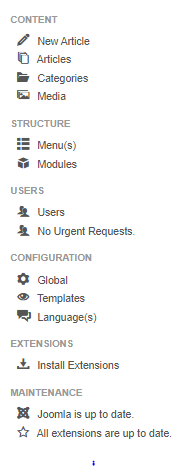 CONTENT
New Article
Articles
Categories
Media
STRUCTURE
Menu(s)
Modules
USERS
Users
No Urgent Requests.
CONFIGURATION
Global
Templates
Language(s)
EXTENSIONS
Install Extensions
MAINTENANCE
Joomla is up to date.
All extensions are up to date.